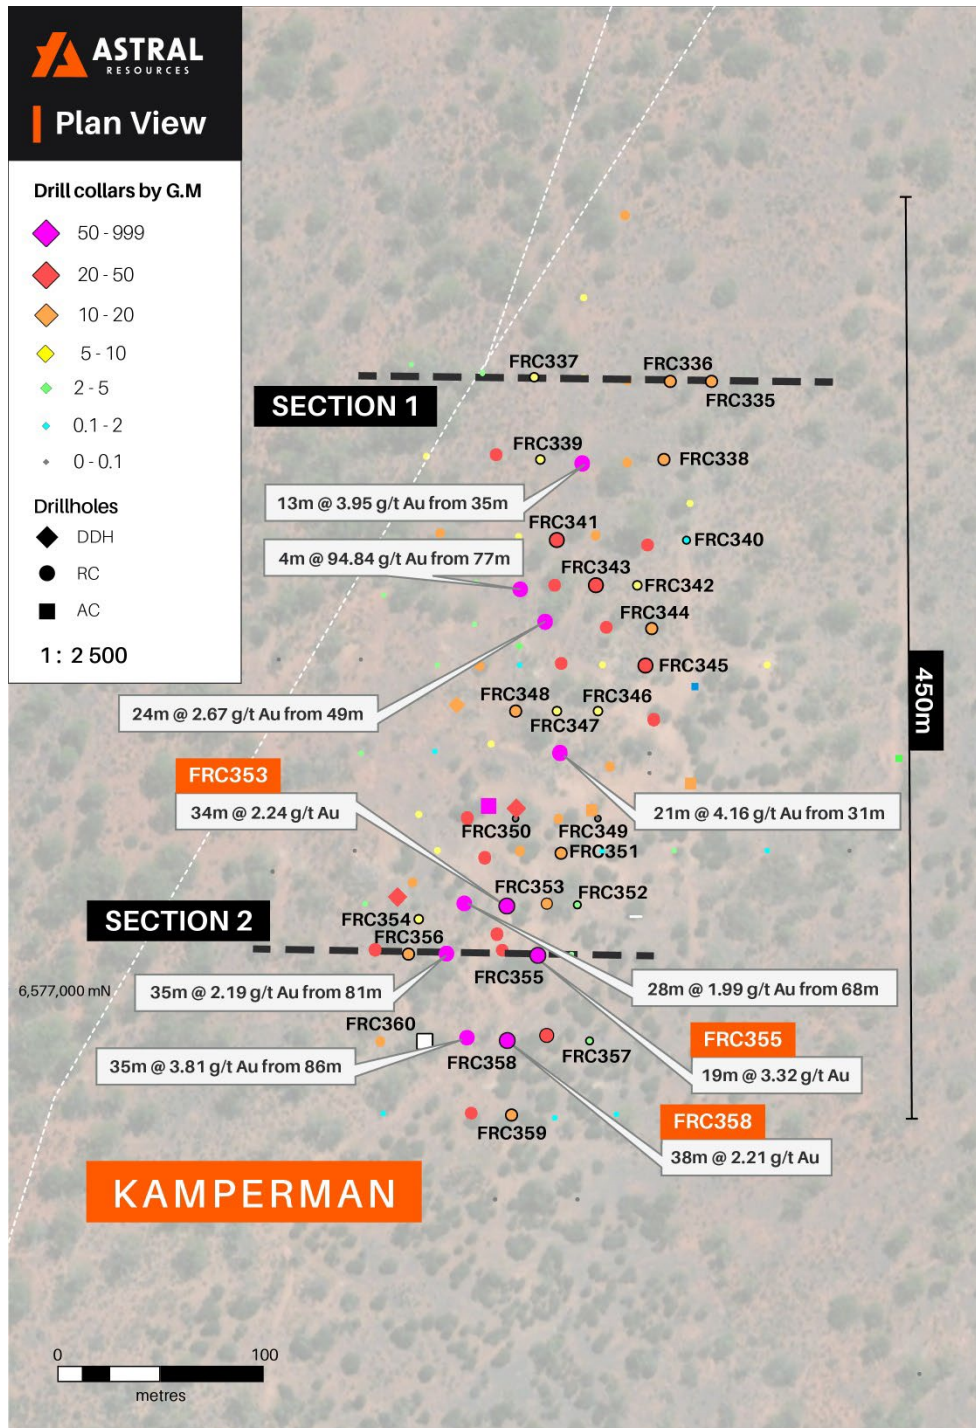 ASTRAL
RESOURCES
Plan View
Drill collars by G.M
50 - 999
20 - 50
10 - 20
5 - 10
2 - 5
0.1 - 2
0 - 0.1
Drillholes
DDH
RC
AC
1 : 2 500
FRC337
FRC336
FRC335
SECTION 1
FRC339
FRC338
13m @ 3.95 g/t Au from 35m
FRC341
FRC340
4m @ 94.84 g/t Au from 77m
FRC343
FRC342
FRC344
FRC345
24m @ 2.67 g/t Au from 49m
FRC348
FRC346
FRC347
450m
FRC353
34m @ 2.24 g/t Au
21m @ 4.16 g/t Au from 31m
FRC350
FRC349
FRC351
FRC353
FRC352
SECTION 2
FRC354
FRC356
FRC355
6,577,000 mN
35m @ 2.19 g/t Au from 81m
28m @ 1.99 g/t Au from 68m
FRC360
FRC358
FRC357
FRC355
19m @ 3.32 g/t Au
35m @ 3.81 g/t Au from 86m
FRC359
FRC358
38m @ 2.21 g/t Au
KAMPERMAN
0
100
metres